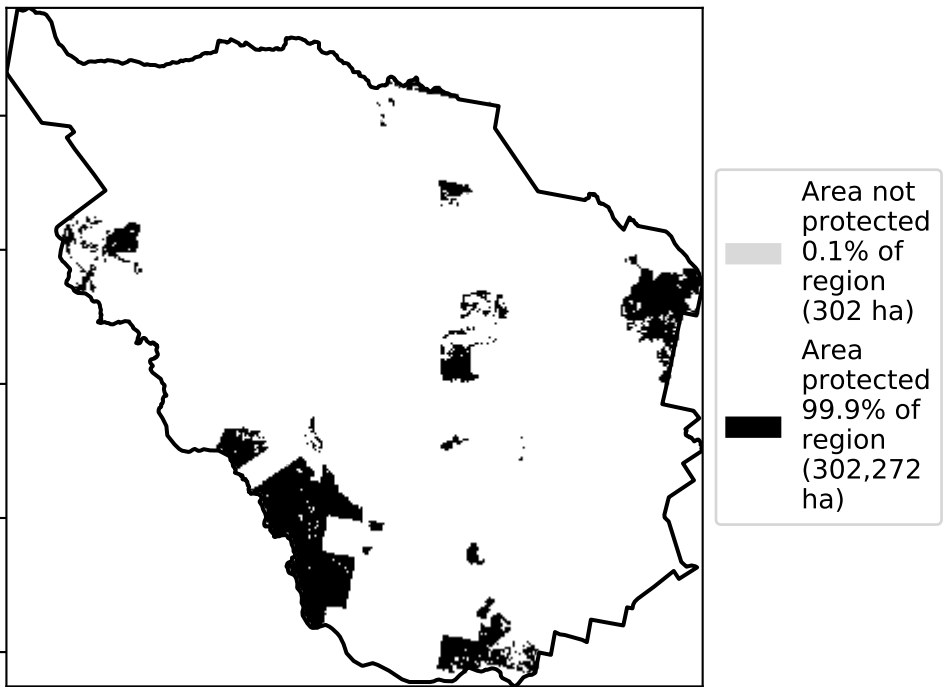 Area not
protected
0.1% of
region
(302 ha)
Area
protected
99.9% of
region
(302,272
ha)